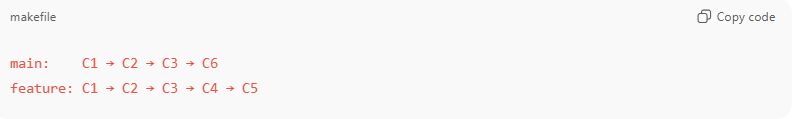 makefile
Copy code
main:    C1 → C2 → C3 → C6
feature: C1 → C2 → C3 → C4 → C5